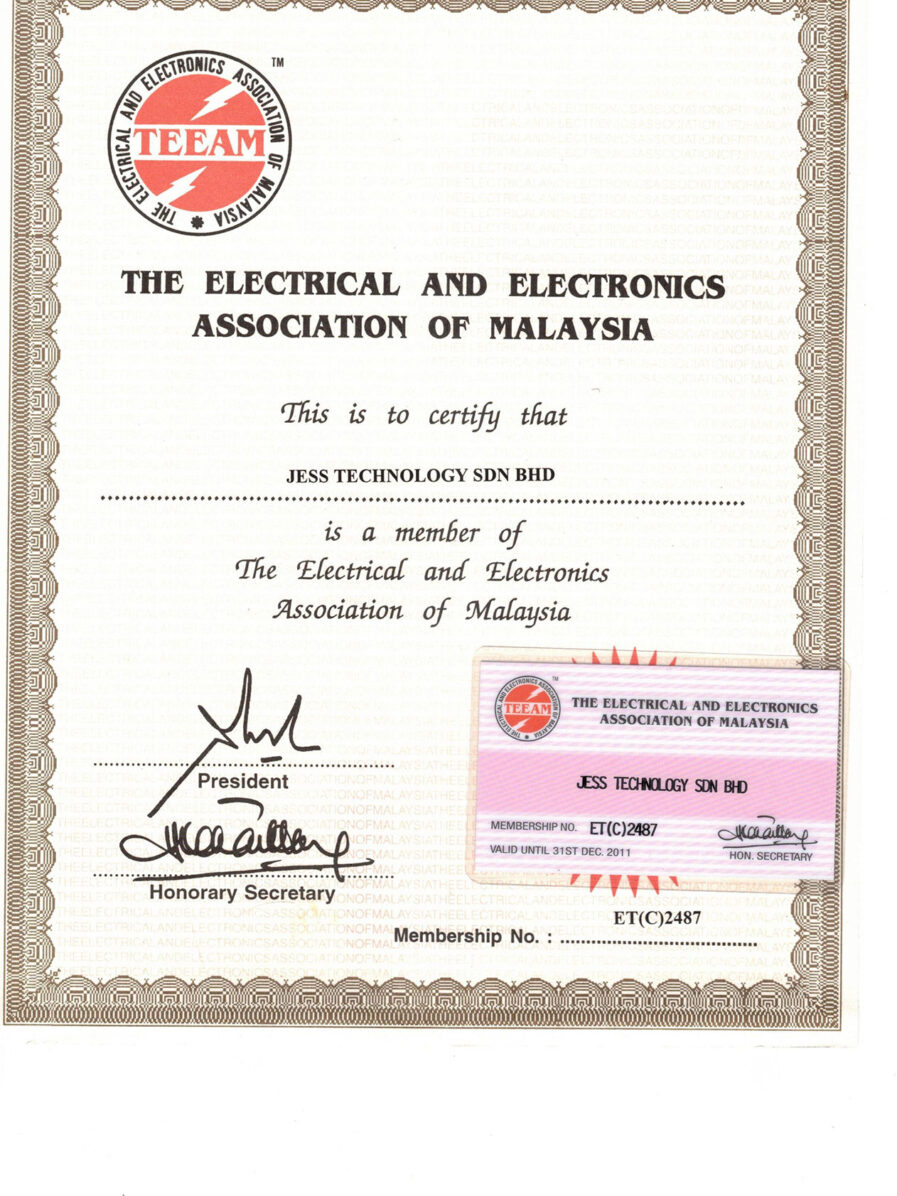 THE ELECTRICAL AND ELECTRONICS ASSOCIATION OF MALAYSIA
TM
TEEAM
THE ELECTRICAL AND ELECTRONICS
ASSOCIATION OF MALAYSIA
This is to certify that
JESS TECHNOLOGY SDN BHD
is a member of
The Electrical and Electronics
Association of Malaysia
President
Honorary Secretary
THE ELECTRICAL AND ELECTRONICS ASSOCIATION OF MALAYSIA
TM
TEEAM
THE ELECTRICAL AND ELECTRONICS
ASSOCIATION OF MALAYSIA
JESS TECHNOLOGY SDN BHD
MEMBERSHIP NO. ET(C)2487
VALID UNTIL 31ST DEC. 2011
HON. SECRETARY
Membership No. : ET(C)2487